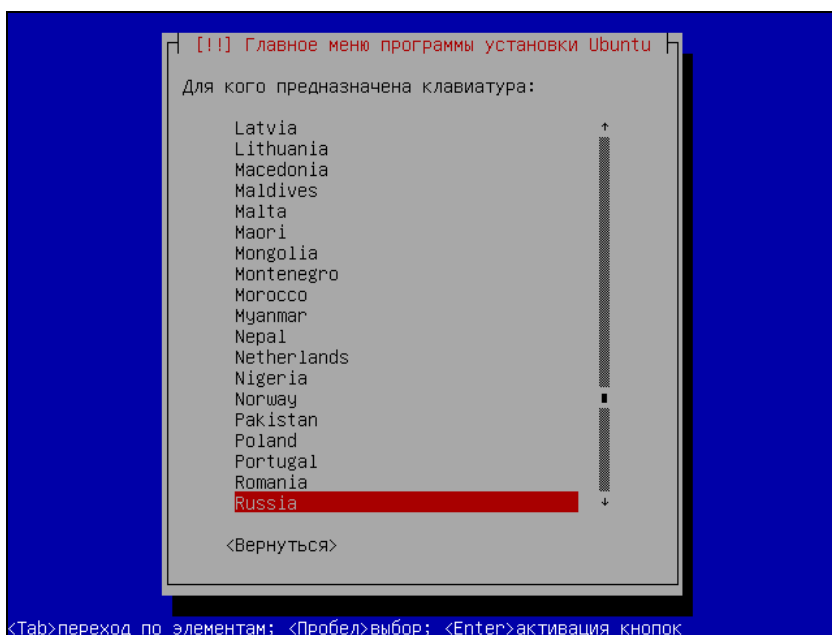 [!!] Главное меню программы установки Ubuntu
Для кого предназначена клавиатура:
Latvia
Lithuania
Macedonia
Maldives
Malta
Maori
Mongolia
Montenegro
Morocco
Myanmar
Nepal
Netherlands
Nigeria
Norway
Pakistan
Poland
Portugal
Romania
Russia
<Вернуться>
<Tab>переход по элементам; <Пробел>выбор; <Enter>активация кнопок